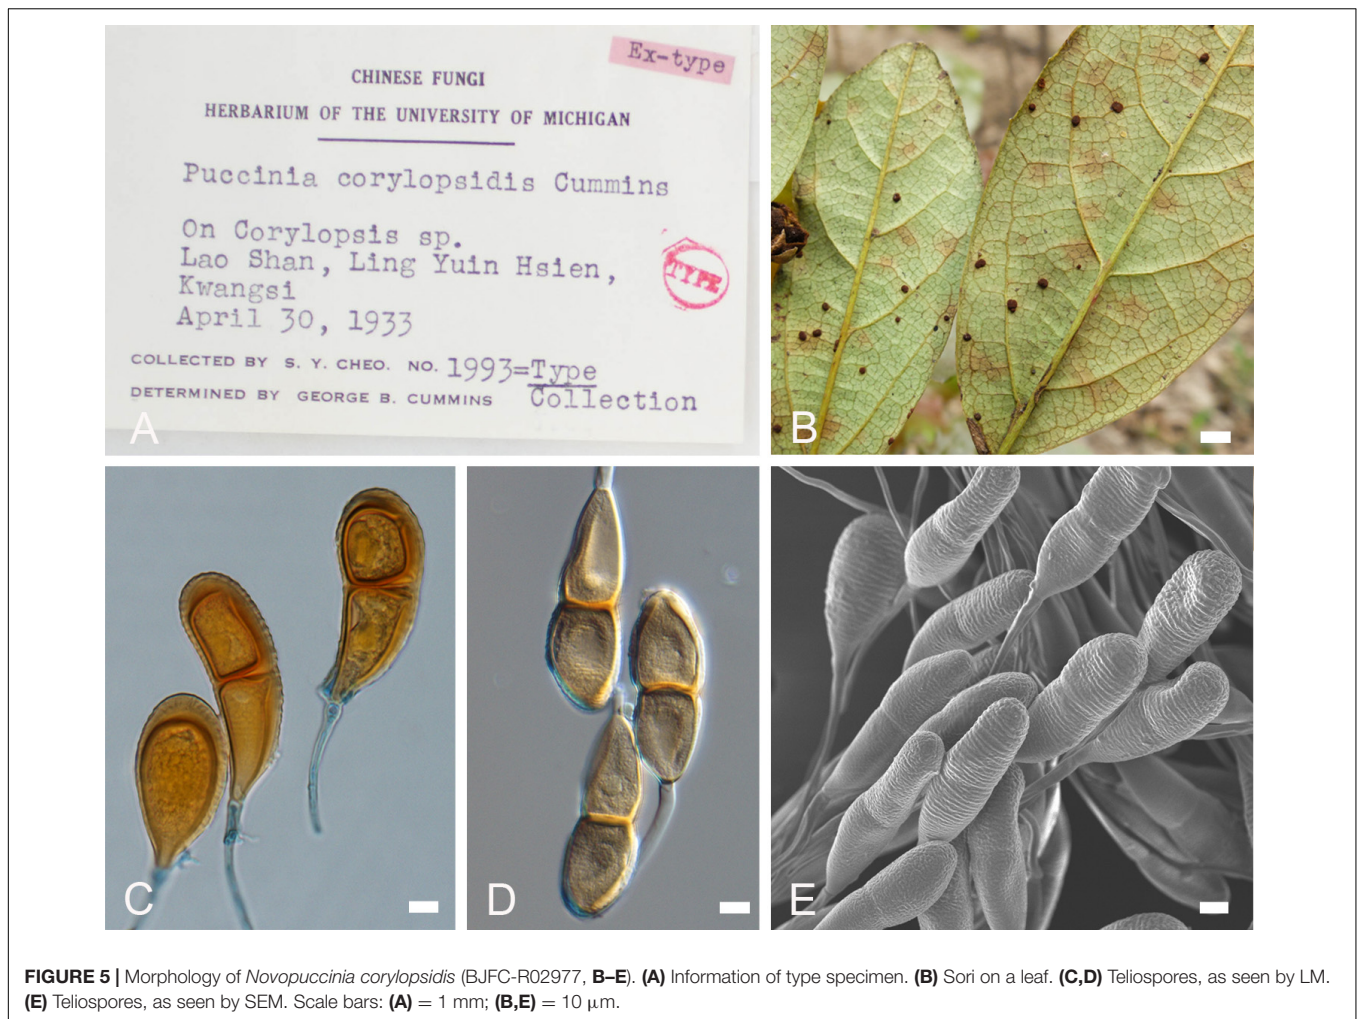 Ex-type
CHINESE FUNGI
HERBARIUM OF THE UNIVERSITY OF MICHIGAN
Puccinia corylopsidis Cummins
On Corylopsis sp.
Lao Shan, Ling Yuin Hsien,
Kwangsi
April 30, 1933
TYPE
COLLECTED BY S. Y. CHEO. NO. 1993=Type
DETERMINED BY GEORGE B. CUMMINS Collection
A
B
C
D
E
FIGURE 5 | Morphology of Novopuccinia corylopsidis (BJFC-R02977, B–E). (A) Information of type specimen. (B) Sori on a leaf. (C,D) Teliospores, as seen by LM.
(E) Teliospores, as seen by SEM. Scale bars: (A) = 1 mm; (B,E) = 10 μm.